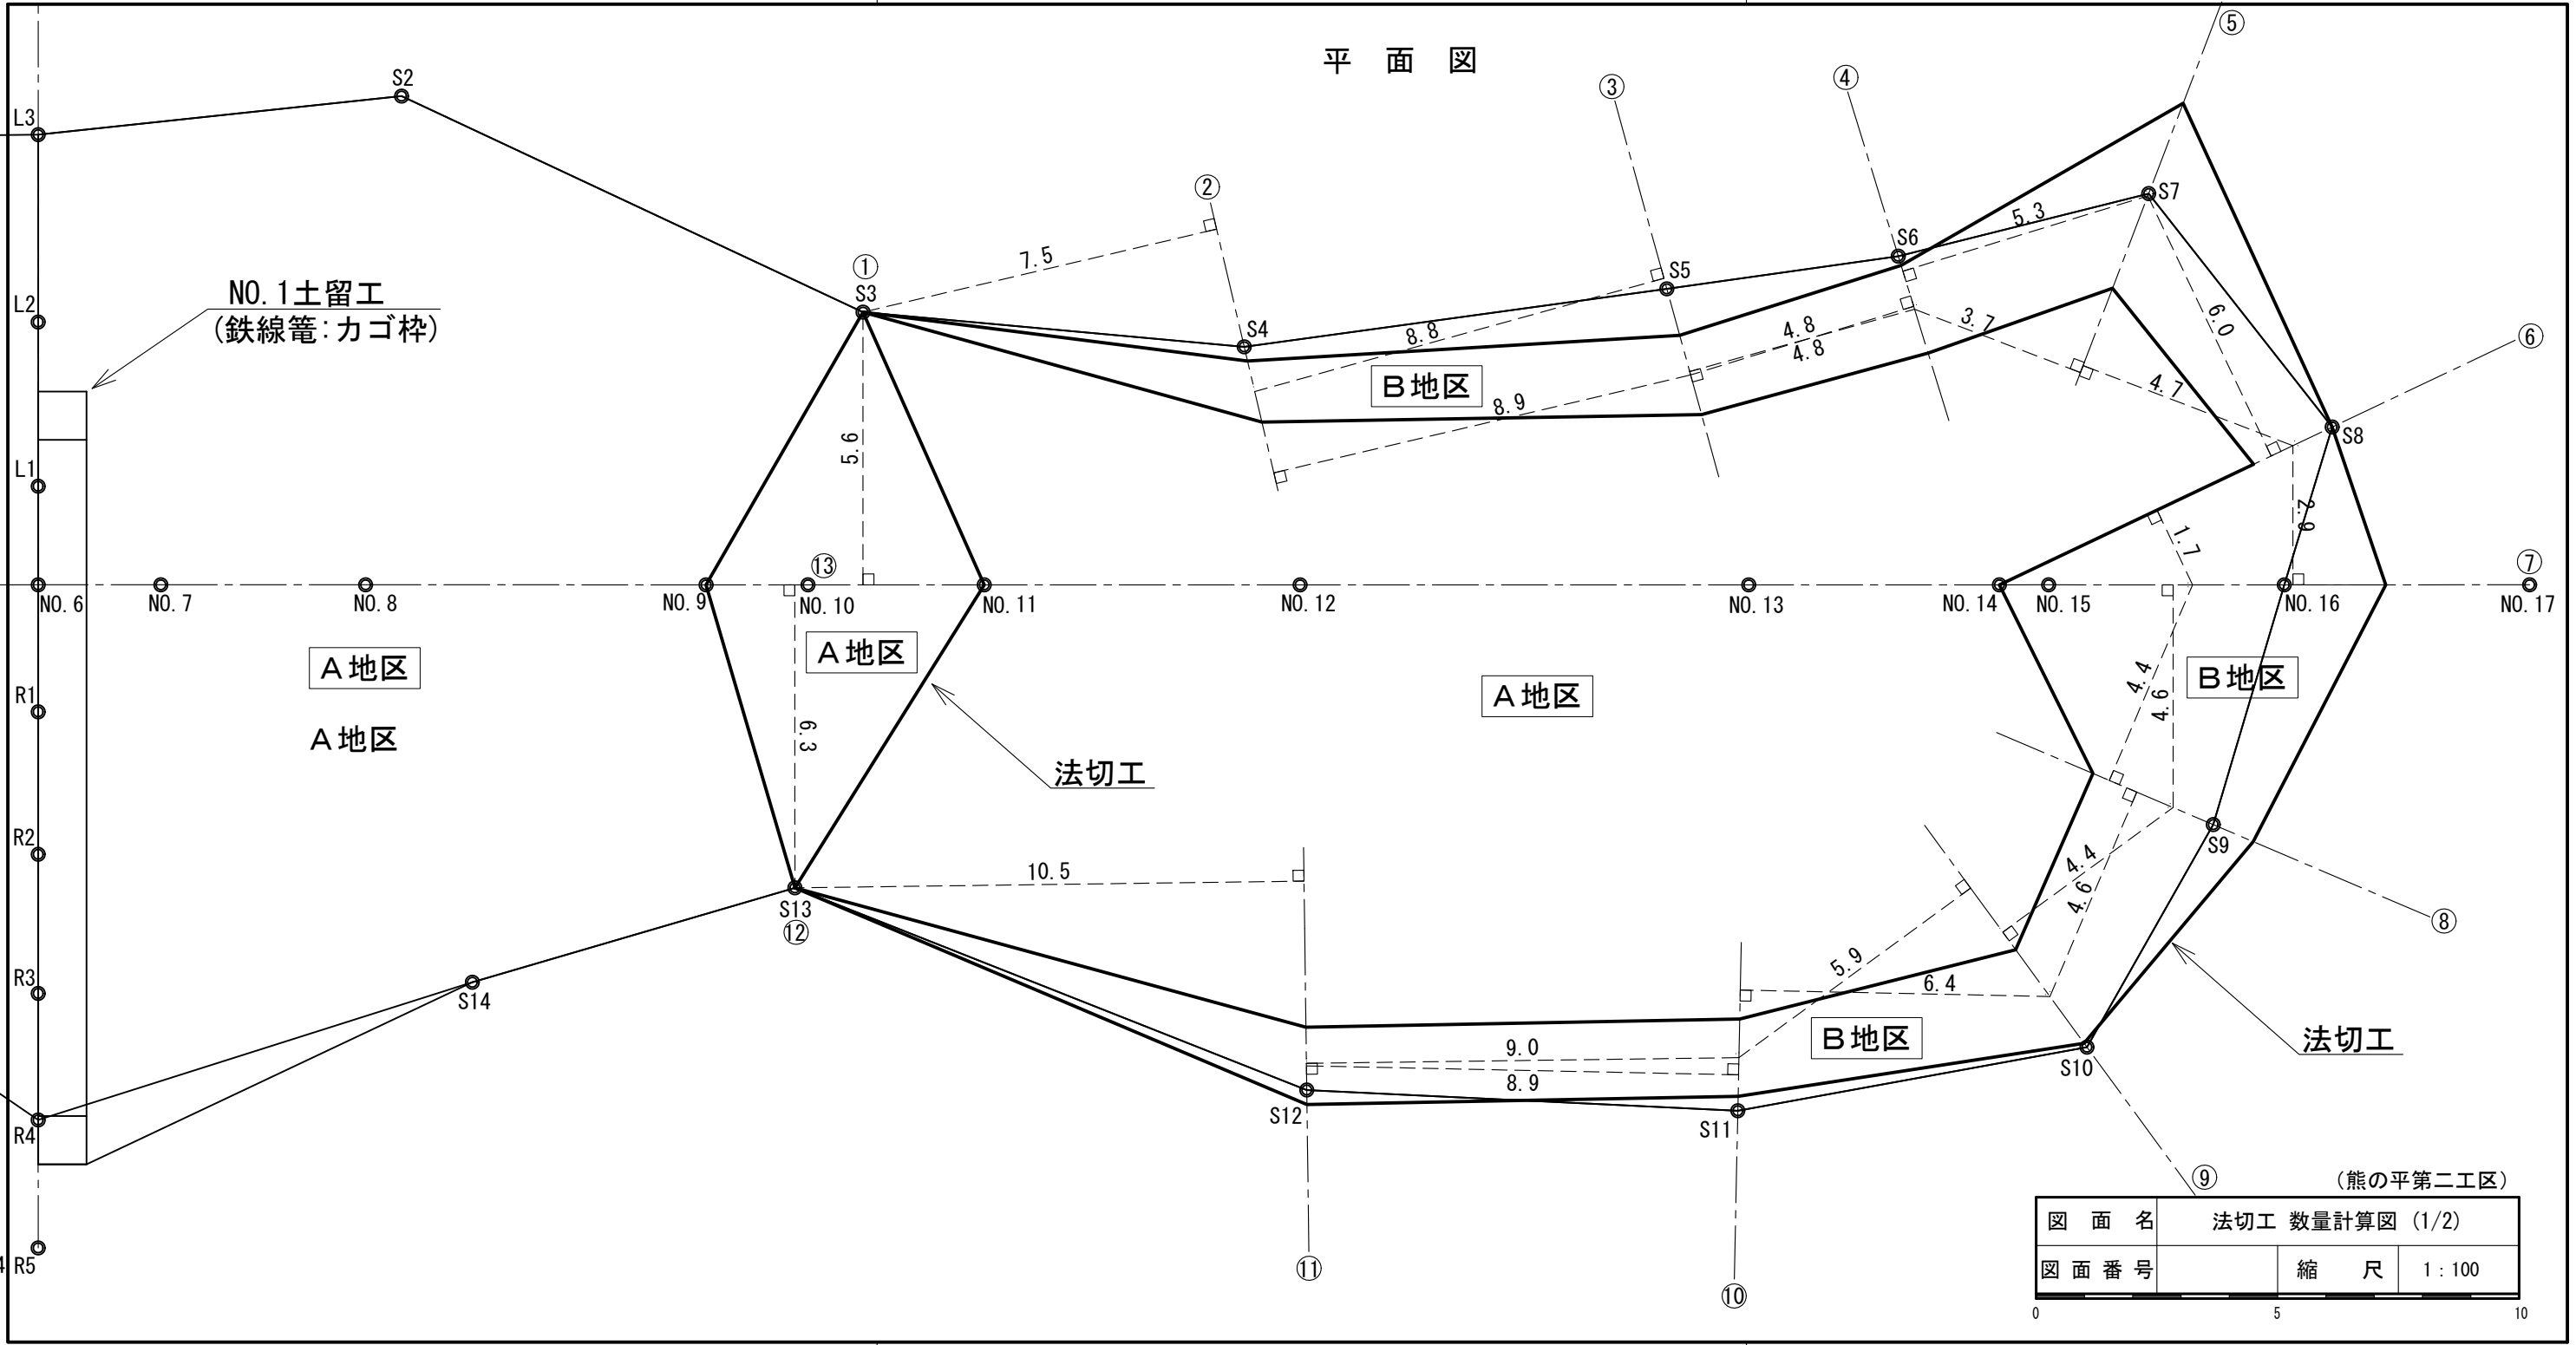 平 面 図
⑤
④
③
②
S2
L3
S7
5.3
S6
7.5
S5
①
S3
S4
NO.1土留工
(鉄線篭:カゴ枠)
L2
8.8
4.8
4.8
3.7
6.0
⑥
B地区
8.9
4.7
S8
5.6
L1
2.9
1.7
⑬
⑦
NO.6
NO.7
NO.8
NO.9
NO.10
NO.11
NO.12
NO.13
NO.14
NO.15
NO.16
NO.17
A地区
A地区
A地区
B地区
4.4
4.6
R1
A地区
6.3
法切工
R2
S9
10.5
4.4
4.6
S13
⑫
⑧
5.9
6.4
R3
S14
B地区
法切工
9.0
8.9
S10
S12
S11
R4
⑨
(熊の平第二工区)
図 面 名
法切工 数量計算図 (1/2)
4
R5
⑪
⑩
図 面 番 号
縮 尺
1:100
0
5
10